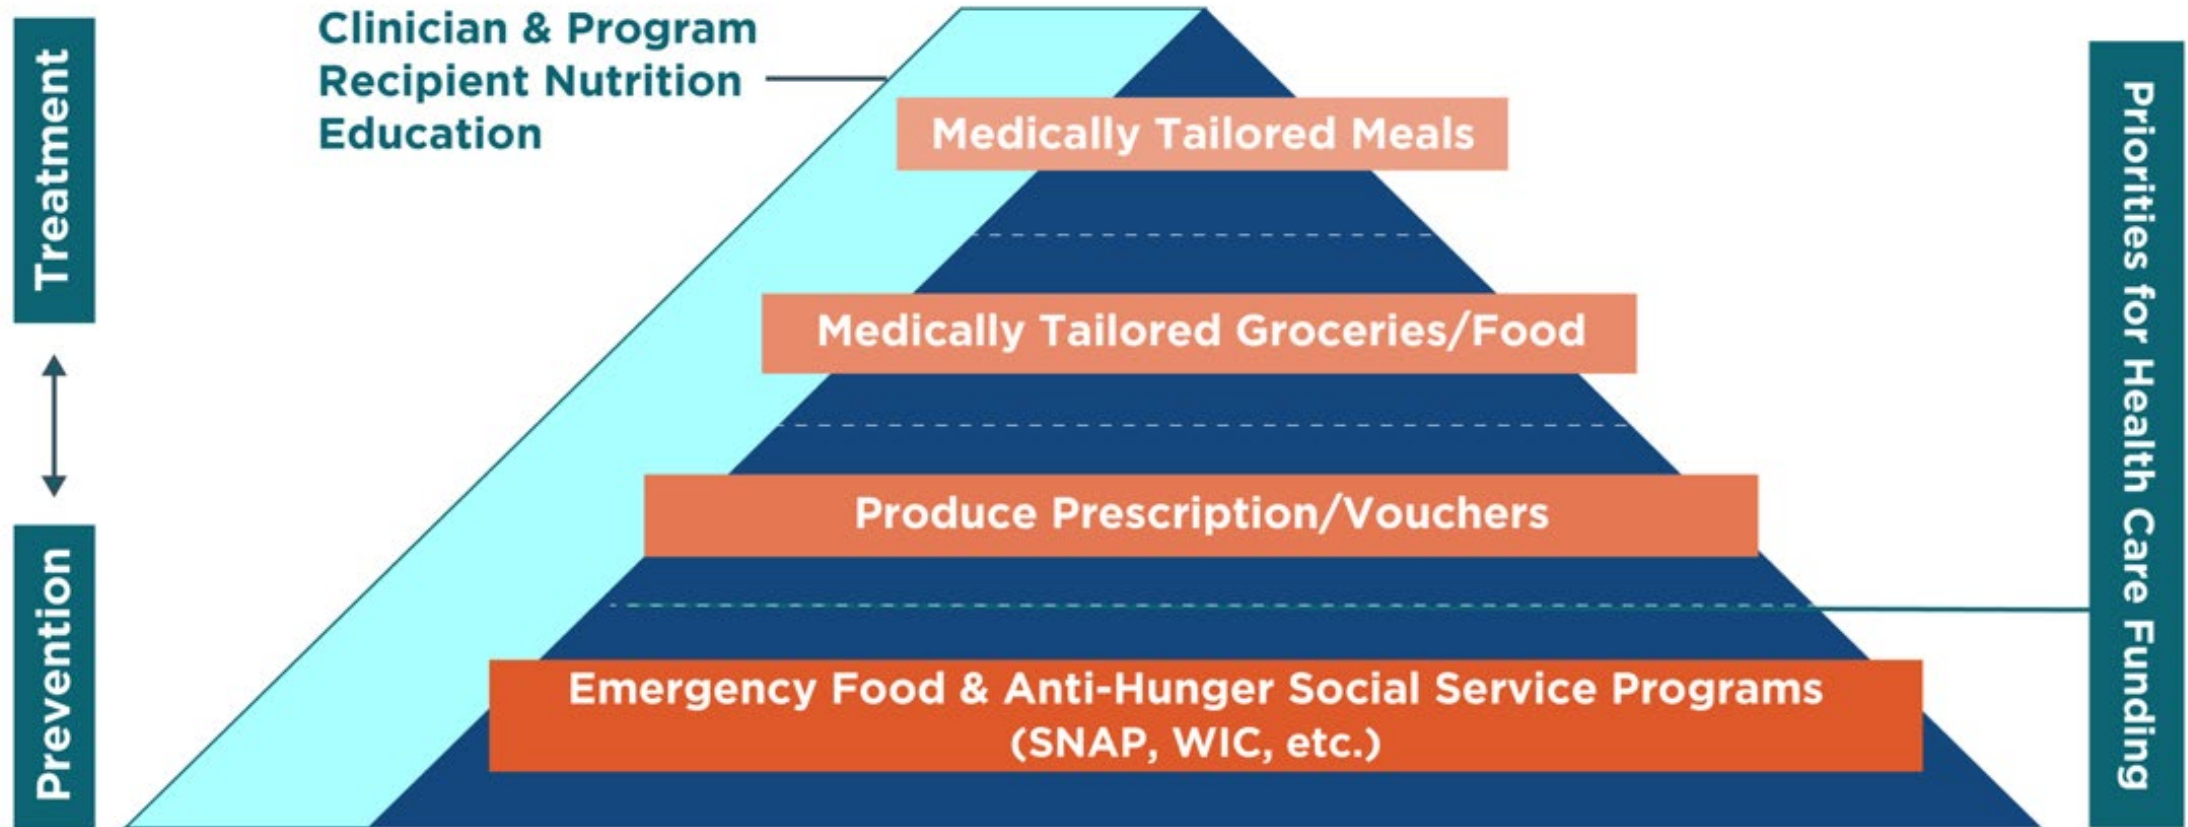 Treatment
Prevention
Clinician & Program
Recipient Nutrition
Education
Medically Tailored Meals
Medically Tailored Groceries/Food
Produce Prescription/Vouchers
Emergency Food & Anti-Hunger Social Service Programs
(SNAP, WIC, etc.)
Priorities for Health Care Funding